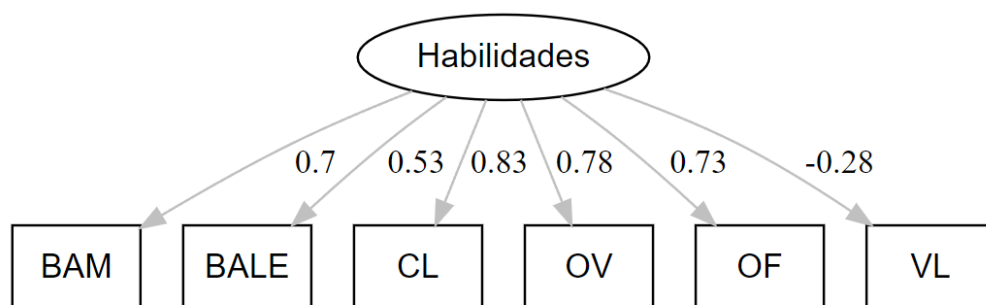 Habilidades
0.7 0.53 0.83 0.78 0.73 -0.28
BAM BALE CL OV OF VL